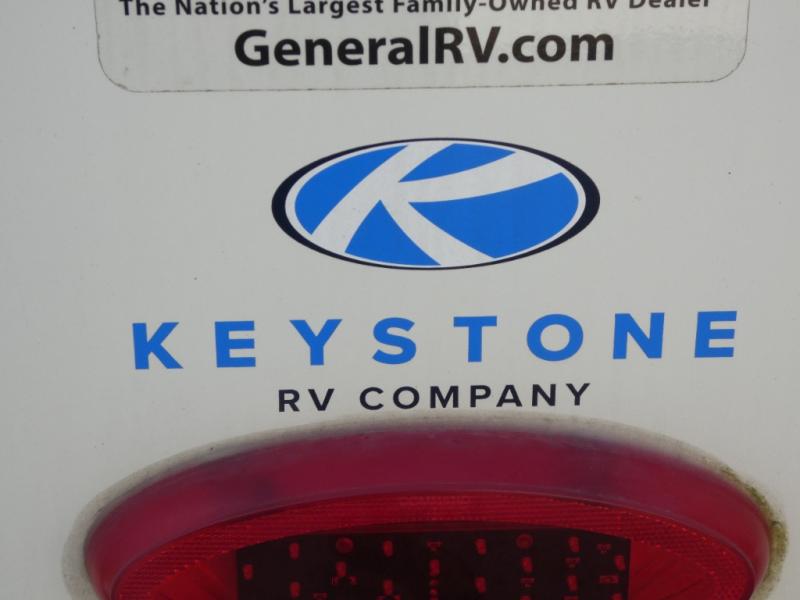 The Nation's Largest Family-Owned RV Dealer
GeneralRV.com
KEYSTONE
RV COMPANY